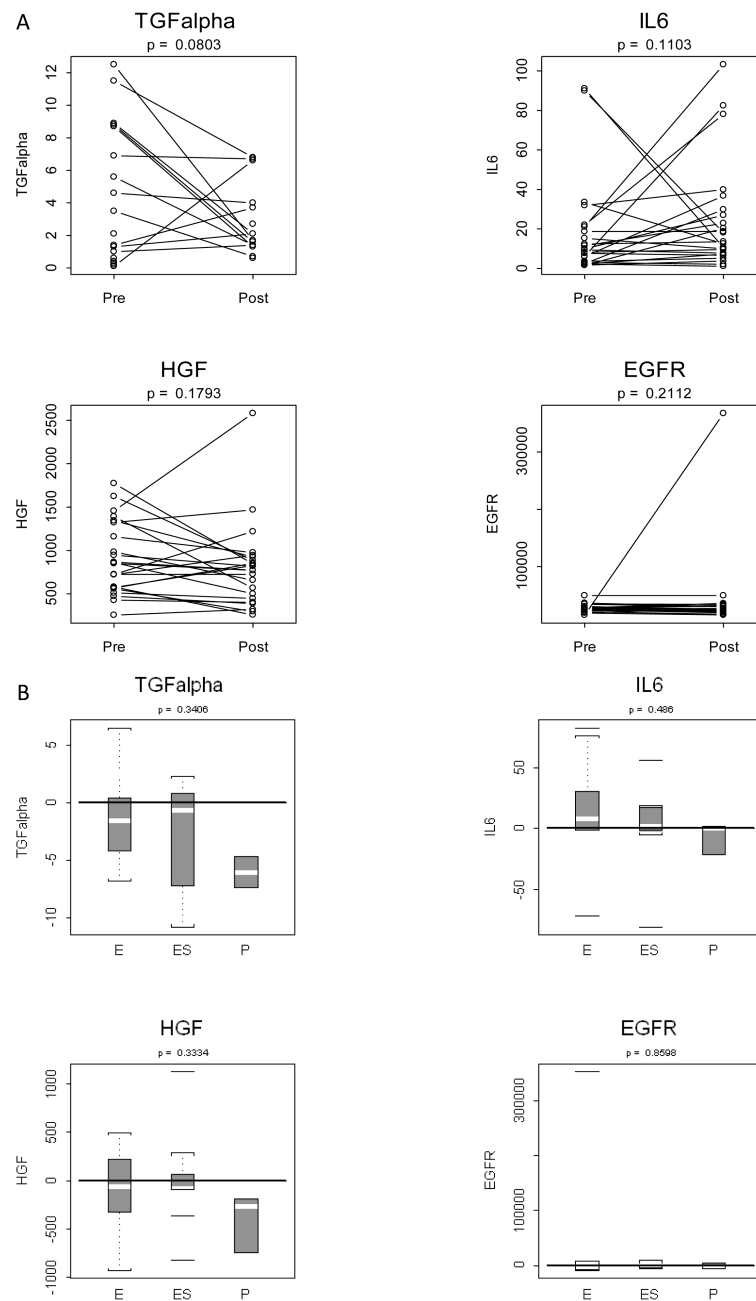 A
TGFalpha
p = 0.0803
TGFalpha
12
10
8
6
4
2
0
Pre
Post
IL6
p = 0.1103
IL6
100
80
60
40
20
0
Pre
Post
HGF
p = 0.1793
HGF
2500
2000
1500
1000
500
Pre
Post
EGFR
p = 0.2112
EGFR
300000
100000
Pre
Post
B
TGFalpha
p = 0.3406
TGFalpha
5
0
-5
-10
E
ES
P
IL6
p = 0.486
IL6
50
0
-50
E
ES
P
HGF
p = 0.3334
HGF
1000
500
0
-500
-1000
E
ES
P
EGFR
p = 0.8598
EGFR
300000
100000
0
E
ES
P